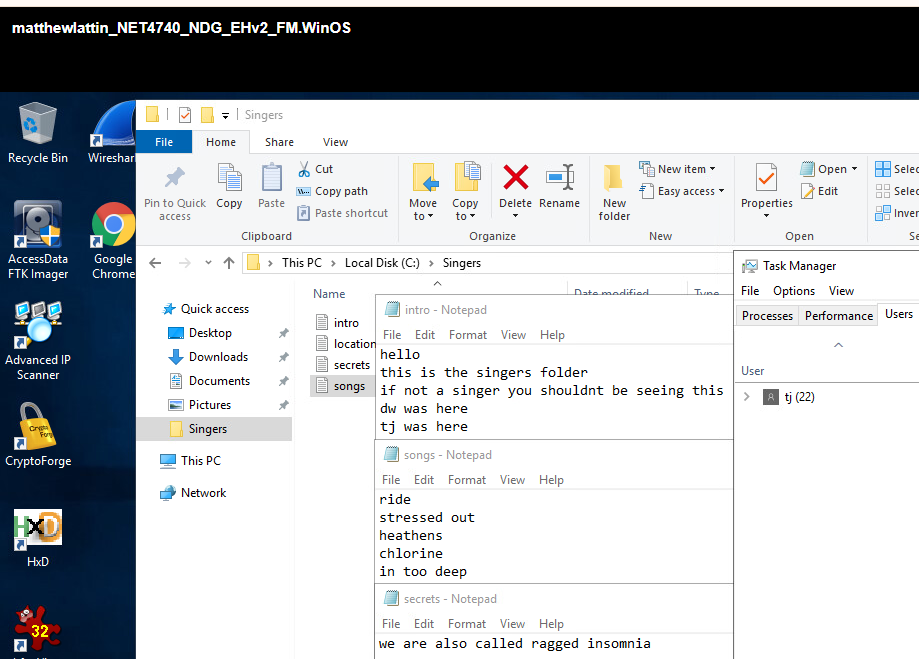 matthewlattin_NET4740_NDG_EHv2_FM.WinOS
Singers
File Home Share View
Pin to Quick access
Copy
Paste
Cut
Copy path
Paste shortcut
Clipboard
Move to
Copy to
Delete
Rename
Organize
New folder
New item
Easy access
New
Properties
Open
Edit
Open
Selec
Selec
Inver
Se
This PC > Local Disk (C:) > Singers
Name Date modified Type
Quick access
Desktop
Downloads
Documents
Pictures
Singers
This PC
Network
intro
location
secrets
songs
intro - Notepad
File Edit Format View Help
hello
this is the singers folder
if not a singer you shouldnt be seeing this
dw was here
tj was here
songs - Notepad
File Edit Format View Help
ride
stressed out
heathens
chlorine
in too deep
secrets - Notepad
File Edit Format View Help
we are also called ragged insomnia
Task Manager
File Options View
Processes Performance Users
User
tj (22)
Recycle Bin
Wireshar
AccessData
FTK Imager
Google
Chrome
Advanced IP
Scanner
CryptoForge
HxD
32